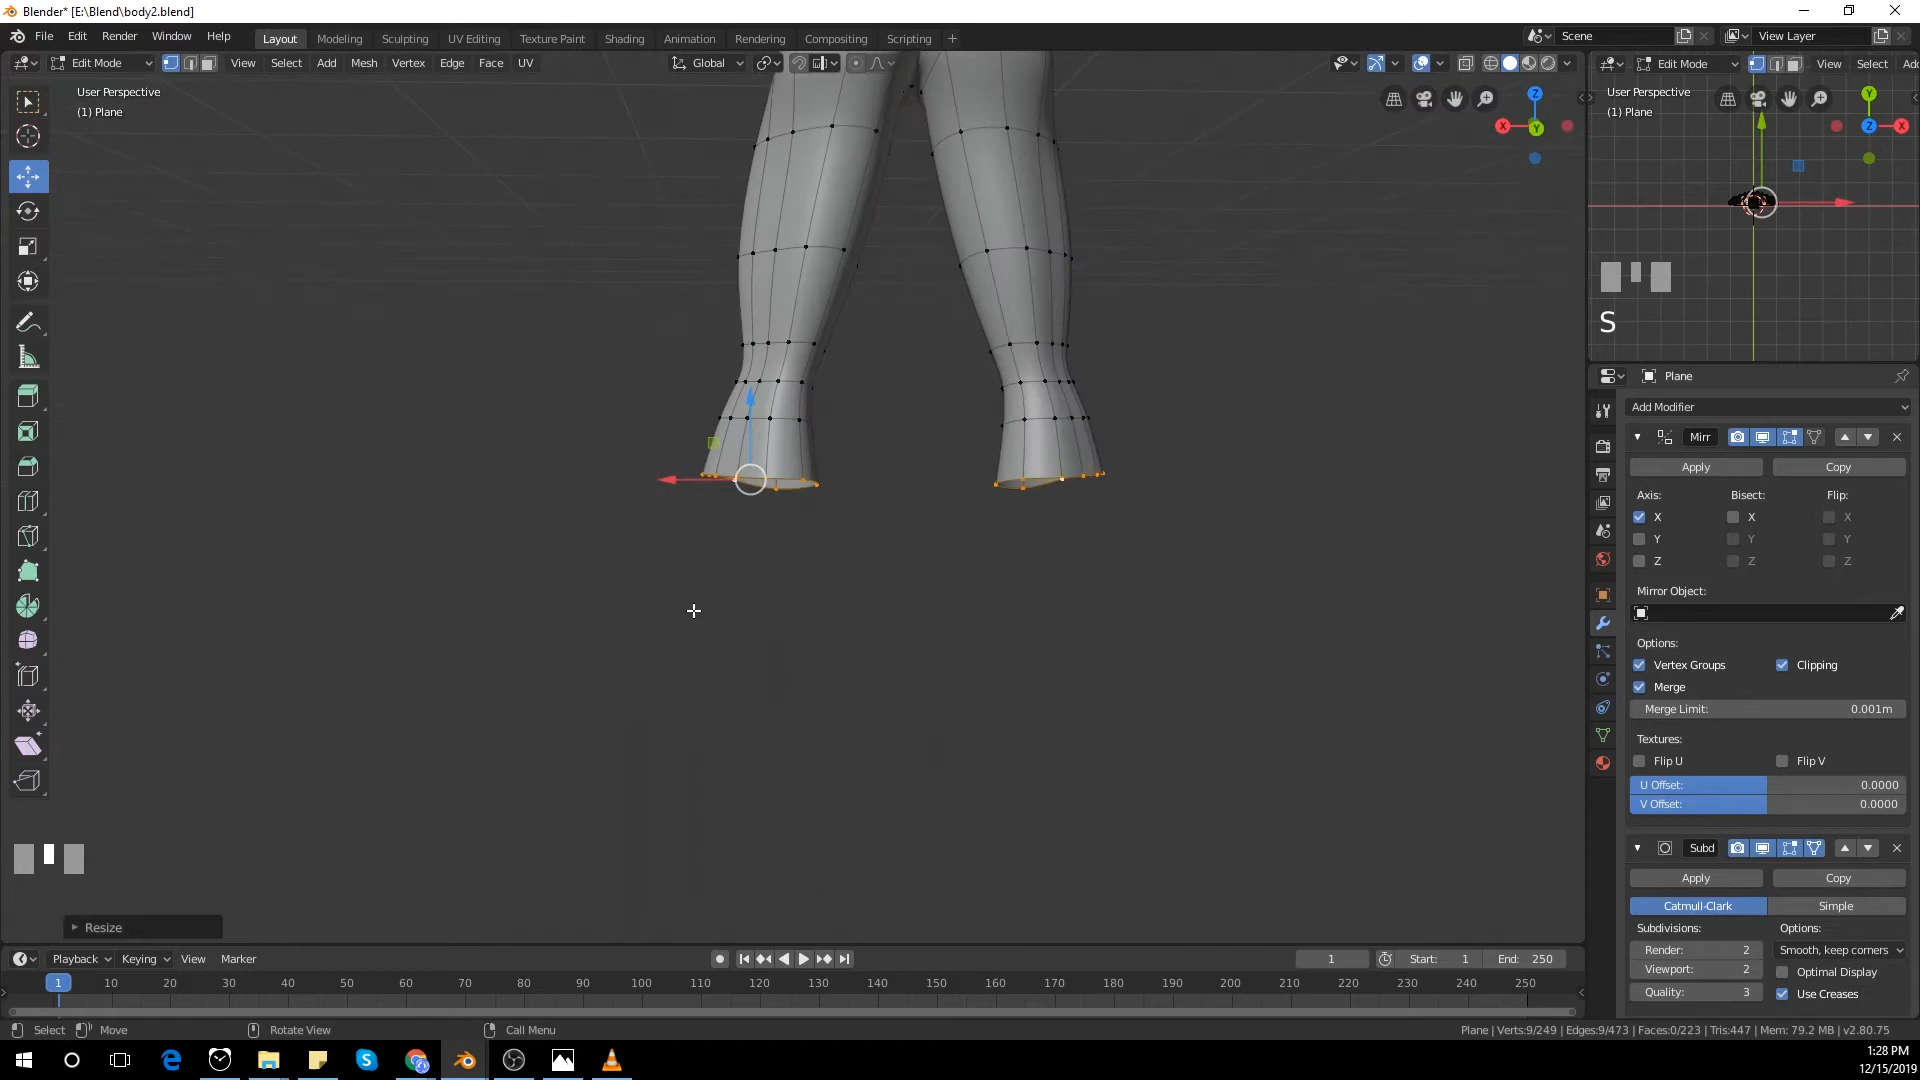 Blender* [E:\Blend\body2.blend]
File Edit Render Window Help
Layout Modeling Sculpting UV Editing Texture Paint Shading Animation Rendering Compositing Scripting +
Scene View Layer
Edit Mode View Select Add Mesh Vertex Edge Face UV
Global
Edit Mode View Select Ad
User Perspective
(1) Plane
Z
X
Y
User Perspective
(1) Plane
Y
Z
X
S
Plane
Add Modifier
Mirr
Apply Copy
Axis: Bisect: Flip:
X X X
Y Y Y
Z Z Z
Mirror Object:
Options:
Vertex Groups Clipping
Merge
Merge Limit: 0.001m
Textures:
Flip U Flip V
U Offset: 0.0000
V Offset: 0.0000
Subd
Apply Copy
Catmull-Clark Simple
Subdivisions: Options:
Render: 2 Smooth, keep corners
Viewport: 2 Optimal Display
Quality: 3 Use Creases
Resize
Playback Keying View Marker
1 Start: 1 End: 250
1 10 20 30 40 50 60 70 80 90 100 110 120 130 140 150 160 170 180 190 200 210 220 230 240 250
Select Move Rotate View Call Menu
Plane | Verts:9/249 | Edges:9/473 | Faces:0/223 | Tris:447 | Mem: 79.2 MB | v2.80.75
1:28 PM
12/15/2019